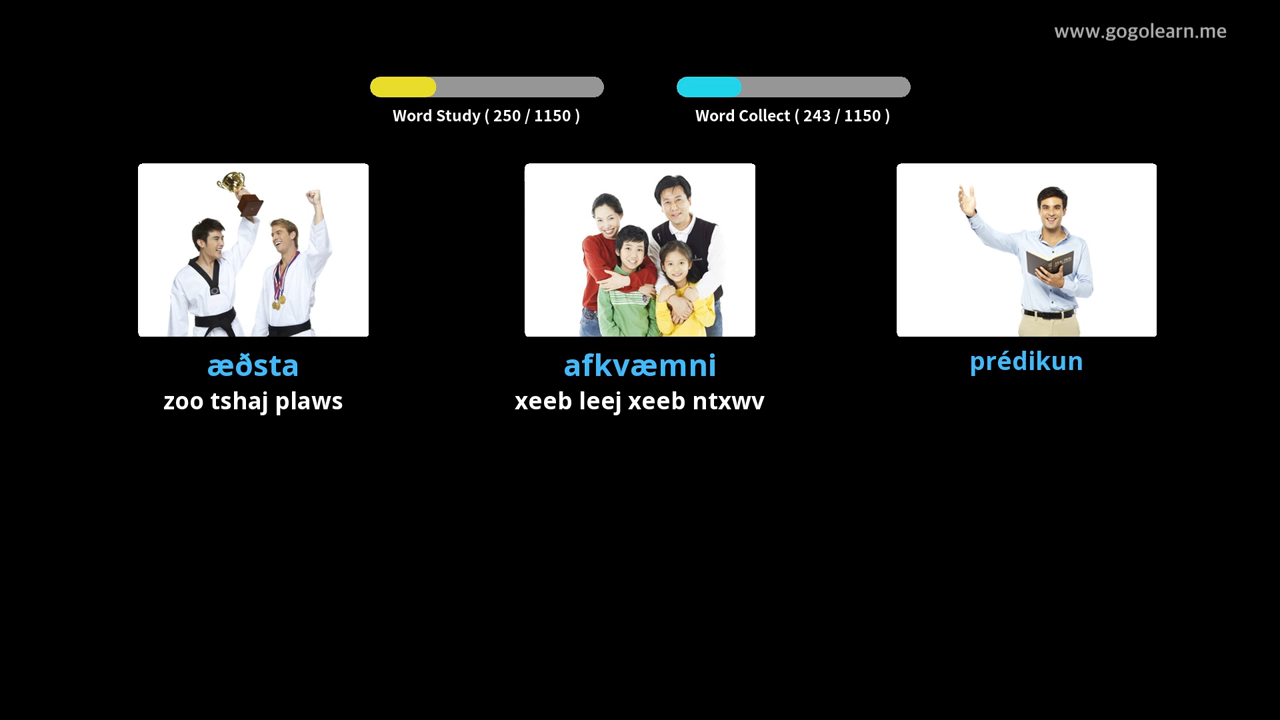 www.gogolearn.me
Word Study ( 250 / 1150 )
Word Collect ( 243 / 1150 )
æðsta
zoo tshaj plaws
afkvæmni
xeeb leej xeeb ntxwv
prédikun